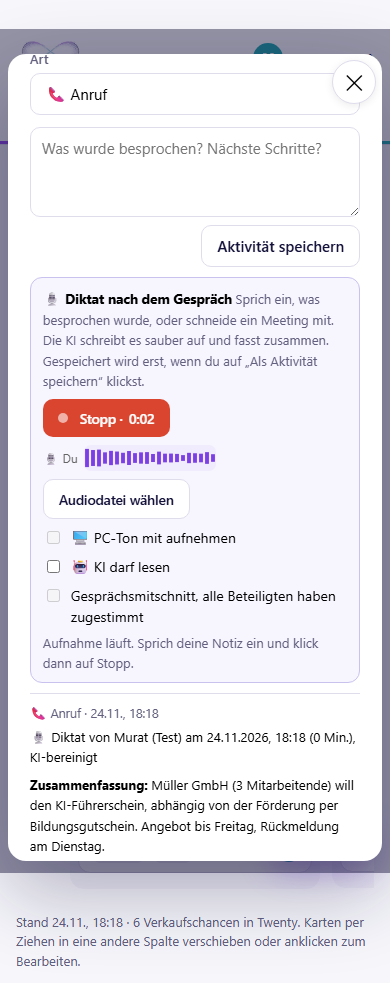 Art
Anruf
Was wurde besprochen? Nächste Schritte?
Aktivität speichern
Diktat nach dem Gespräch Sprich ein, was
besprochen wurde, oder schneide ein Meeting mit.
Die KI schreibt es sauber auf und fasst zusammen.
Gespeichert wird erst, wenn du auf „Als Aktivität
speichern“ klickst.
Stopp · 0:02
Du
Audiodatei wählen
PC-Ton mit aufnehmen
KI darf lesen
Gesprächsmitschnitt, alle Beteiligten haben
zugestimmt
Aufnahme läuft. Sprich deine Notiz ein und klick
dann auf Stopp.
Anruf · 24.11., 18:18
Diktat von Murat (Test) am 24.11.2026, 18:18 (0 Min.),
KI-bereinigt
Zusammenfassung: Müller GmbH (3 Mitarbeitende) will
den KI-Führerschein, abhängig von der Förderung per
Bildungsgutschein. Angebot bis Freitag, Rückmeldung
am Dienstag.
Stand 24.11., 18:18 · 6 Verkaufschancen in Twenty. Karten per
Ziehen in eine andere Spalte verschieben oder anklicken zum
Bearbeiten.